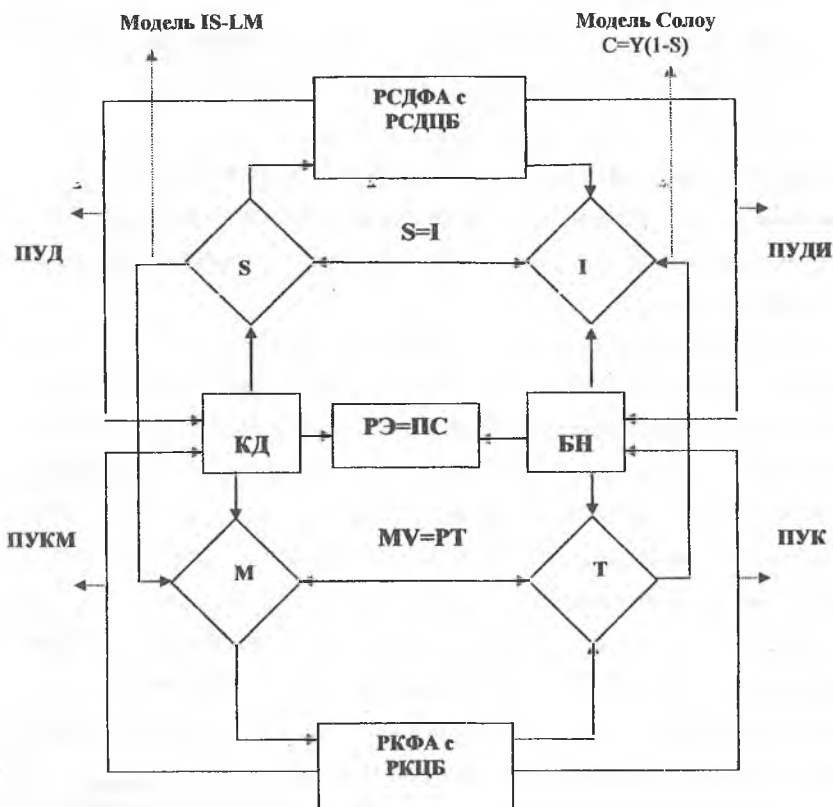 Модель IS-LM
Модель Солоу
C=Y(1-S)
РСДФА с
РСДЦБ
S=I
ПУД
S
I
ПУДИ
КД
РЭ=ПС
БН
ПУКМ
MV=PT
ПУК
M
T
РКФА с
РКЦБ